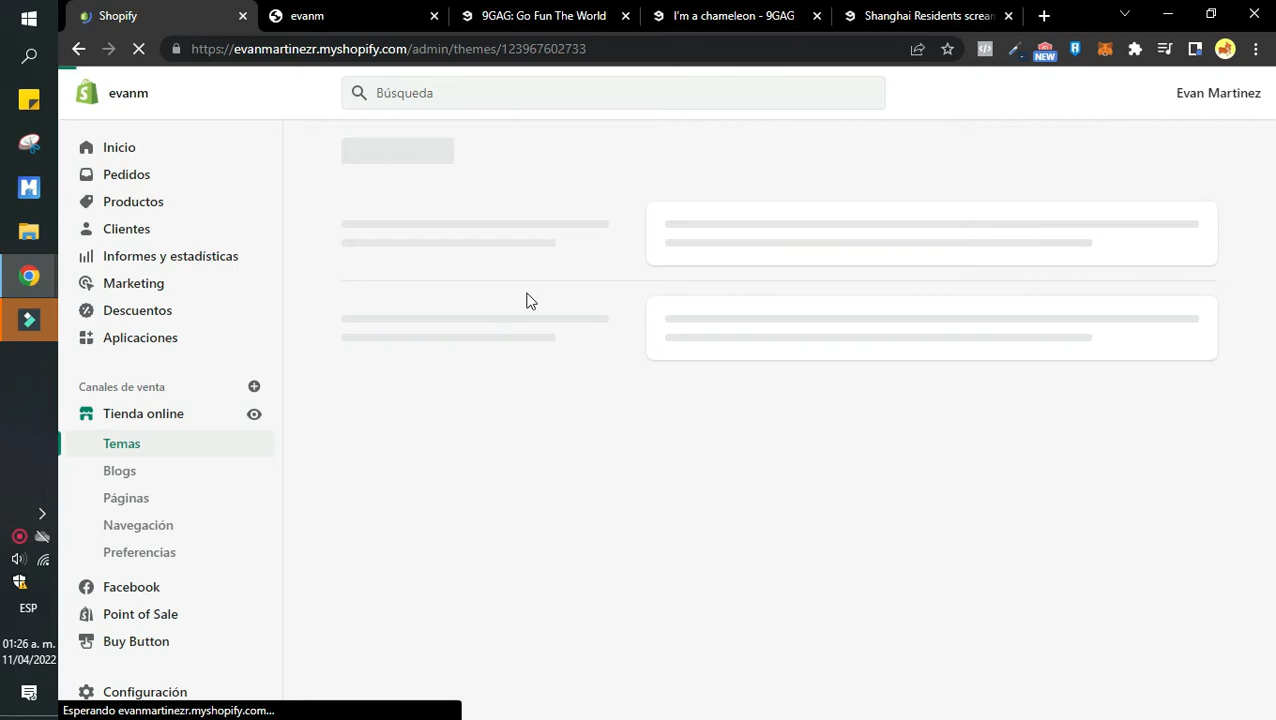 Shopify
evanm
9GAG: Go Fun The World
I'm a chameleon - 9GAG
Shanghai Residents scream
https://evanmartinezr.myshopify.com/admin/themes/123967602733
NEW
evanm
Búsqueda
Evan Martinez
Inicio
Pedidos
Productos
Clientes
Informes y estadísticas
Marketing
Descuentos
Aplicaciones
Canales de venta
Tienda online
Temas
Blogs
Páginas
Navegación
Preferencias
Facebook
Point of Sale
Buy Button
Configuración
ESP
01:26 a. m.
11/04/2022
Esperando evanmartinezr.myshopify.com...